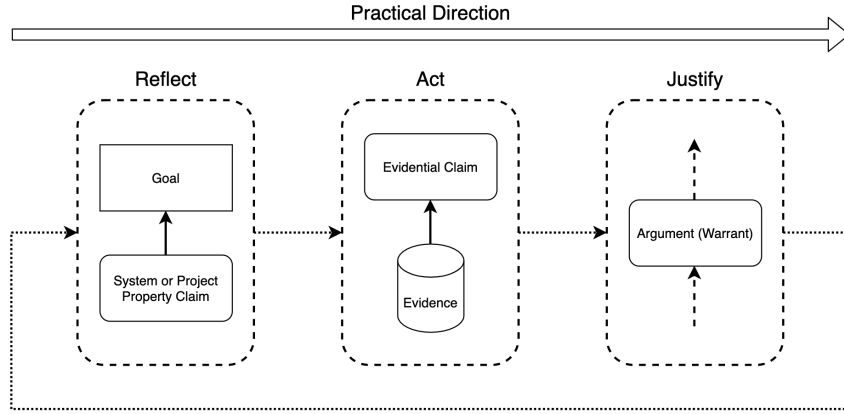 Practical Direction
Reflect
Act
Justify
Goal
System or Project
Property Claim
Evidential Claim
Evidence
Argument (Warrant)